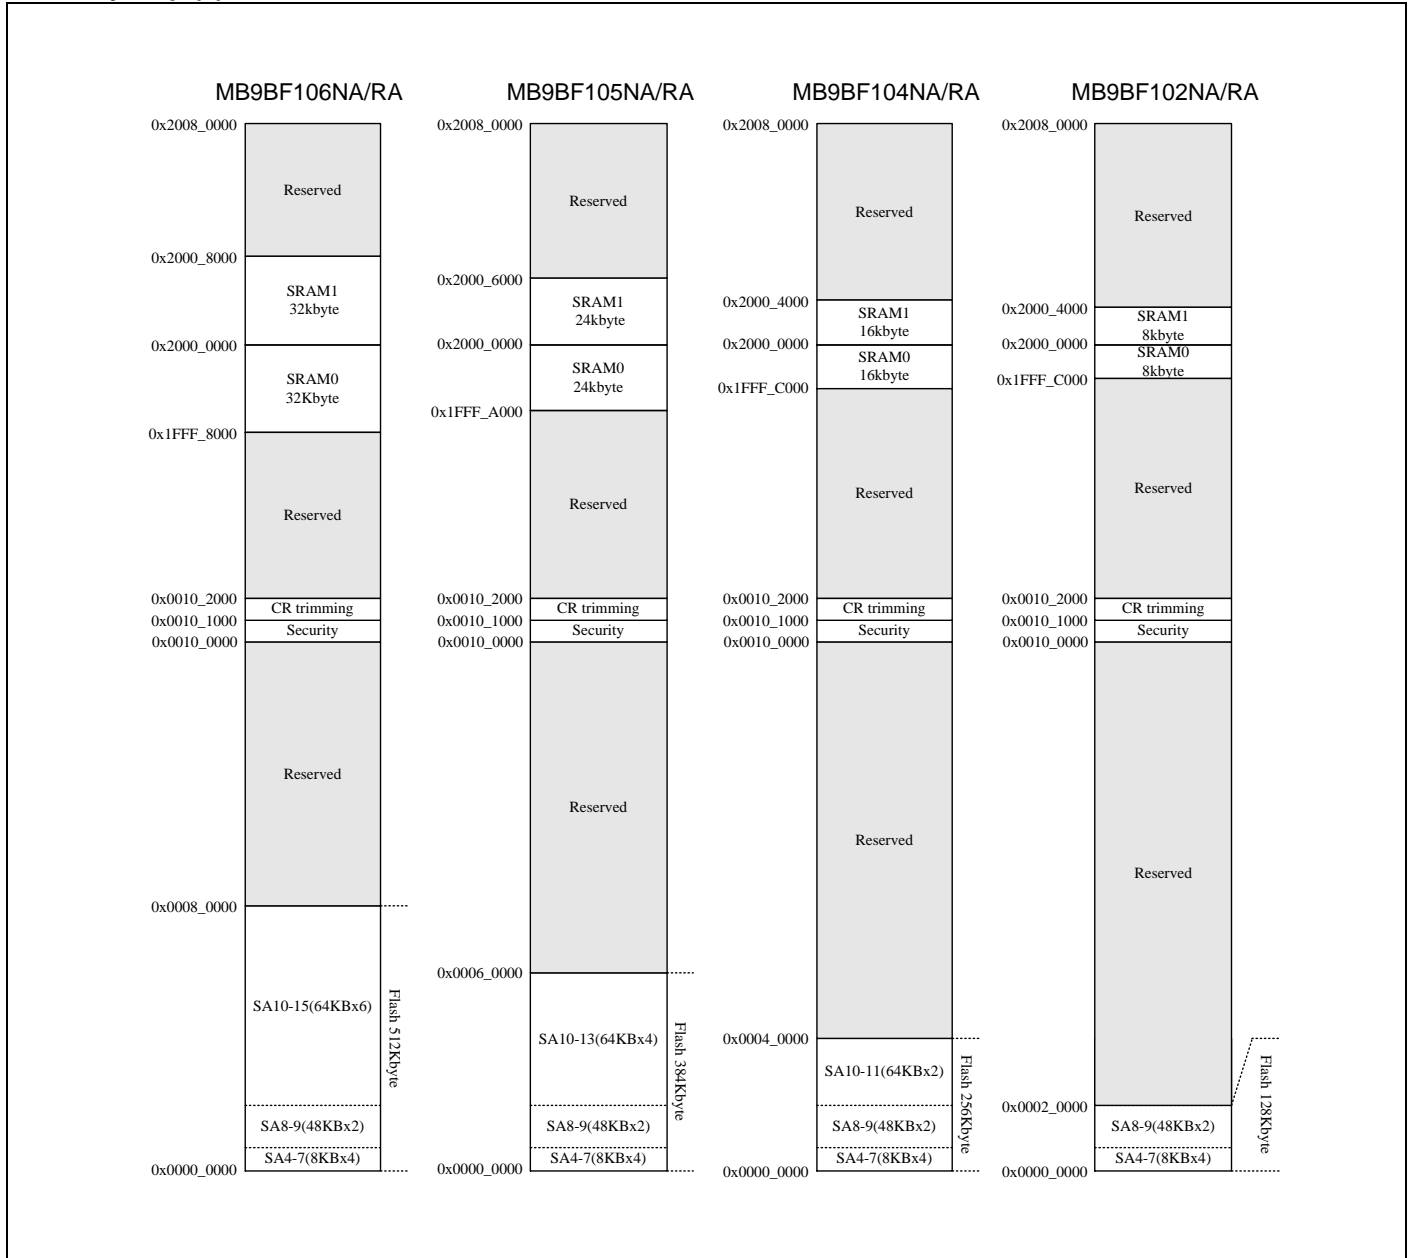 MB9BF106NA/RA
0x2008_0000
Reserved
0x2000_8000
SRAM1
32kbyte
0x2000_0000
SRAM0
32Kbyte
0x1FFF_8000
Reserved
0x0010_2000
CR trimming
0x0010_1000
Security
0x0010_0000
Reserved
0x0008_0000
SA10-15(64KBx6)
Flash 512Kbyte
SA8-9(48KBx2)
SA4-7(8KBx4)
0x0000_0000
MB9BF105NA/RA
0x2008_0000
Reserved
0x2000_6000
SRAM1
24kbyte
0x2000_0000
SRAM0
24kbyte
0x1FFF_A000
Reserved
0x0010_2000
CR trimming
0x0010_1000
Security
0x0010_0000
Reserved
0x0006_0000
SA10-13(64KBx4)
Flash 384Kbyte
SA8-9(48KBx2)
SA4-7(8KBx4)
0x0000_0000
MB9BF104NA/RA
0x2008_0000
Reserved
0x2000_4000
SRAM1
16kbyte
0x2000_0000
SRAM0
16kbyte
0x1FFF_C000
Reserved
0x0010_2000
CR trimming
0x0010_1000
Security
0x0010_0000
Reserved
0x0004_0000
SA10-11(64KBx2)
Flash 256Kbyte
SA8-9(48KBx2)
SA4-7(8KBx4)
0x0000_0000
MB9BF102NA/RA
0x2008_0000
Reserved
0x2000_4000
SRAM1
8kbyte
0x2000_0000
SRAM0
8kbyte
0x1FFF_C000
Reserved
0x0010_2000
CR trimming
0x0010_1000
Security
0x0010_0000
Reserved
0x0002_0000
Flash 128Kbyte
SA8-9(48KBx2)
SA4-7(8KBx4)
0x0000_0000